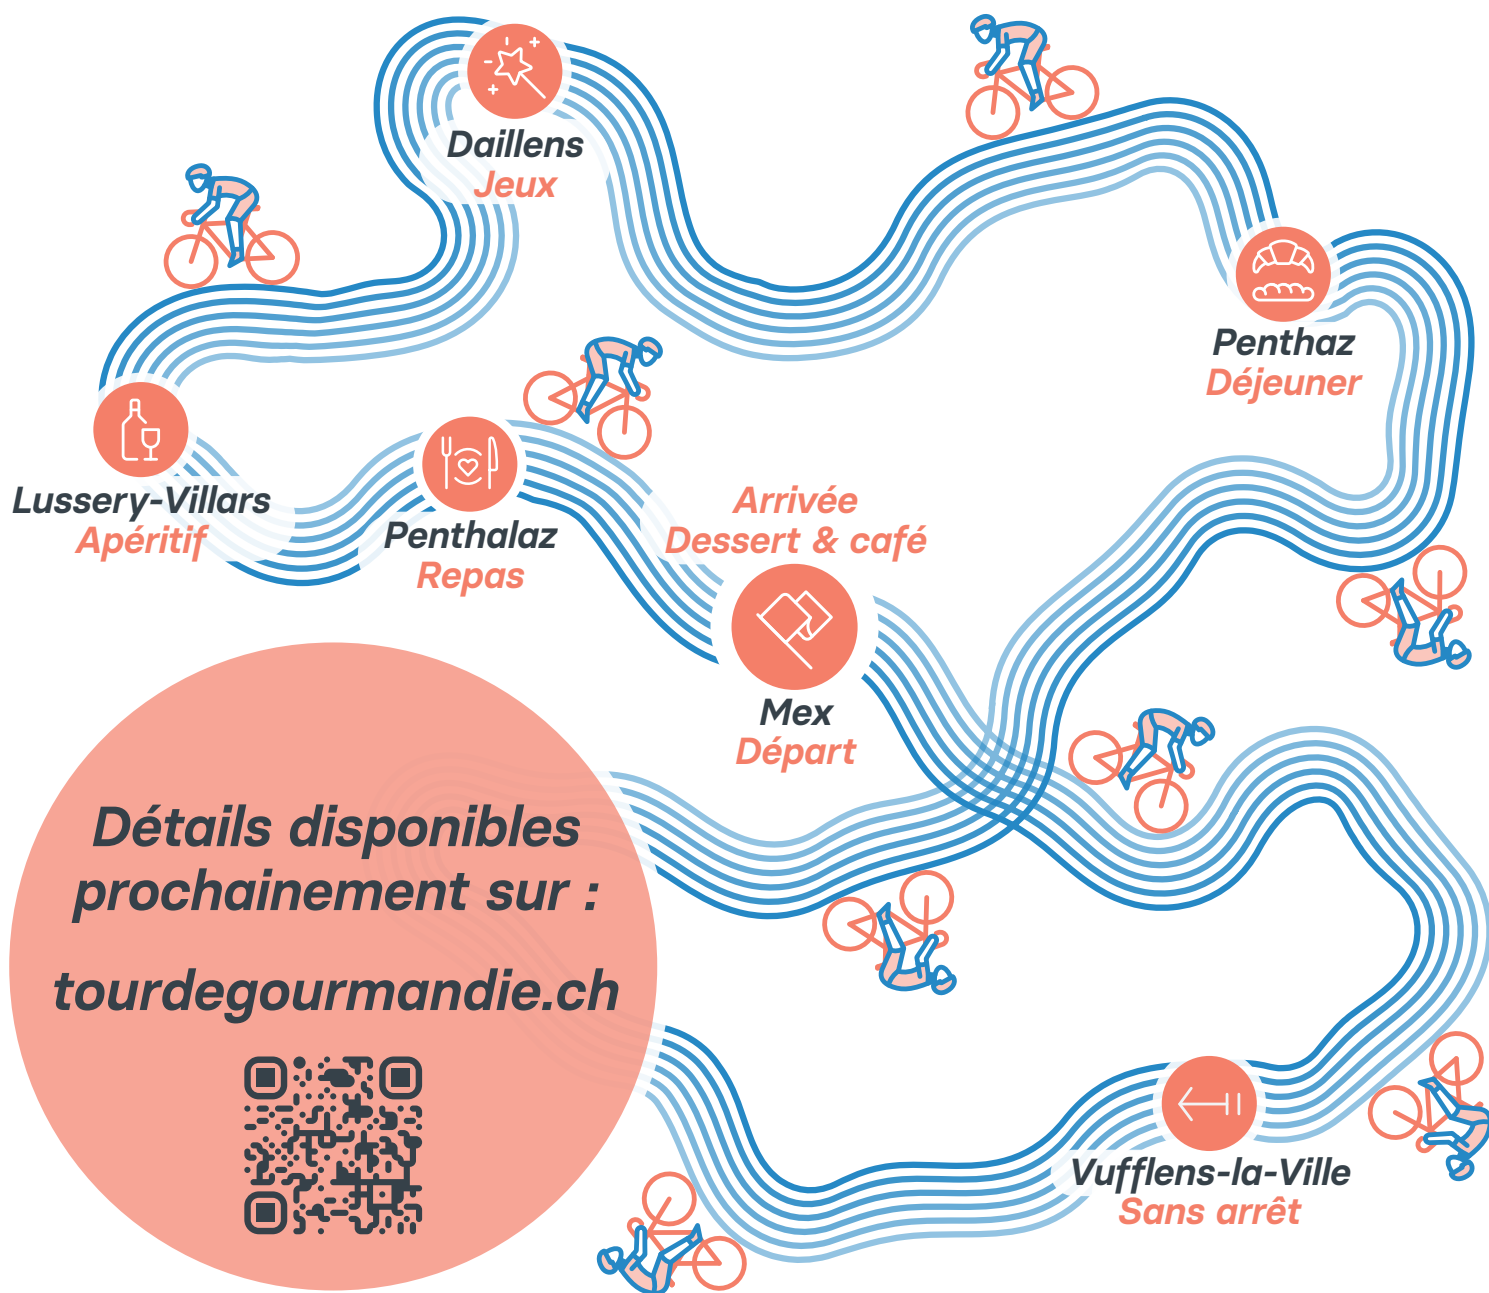 Daillens
Jeux
Penthaz
Déjeuner
Lussery-Villars
Apéritif
Penthalaz
Repas
Arrivée
Dessert & café
Mex
Départ
Détails disponibles
prochainement sur :
tourdegourmandie.ch
Vufflens-la-Ville
Sans arrêt